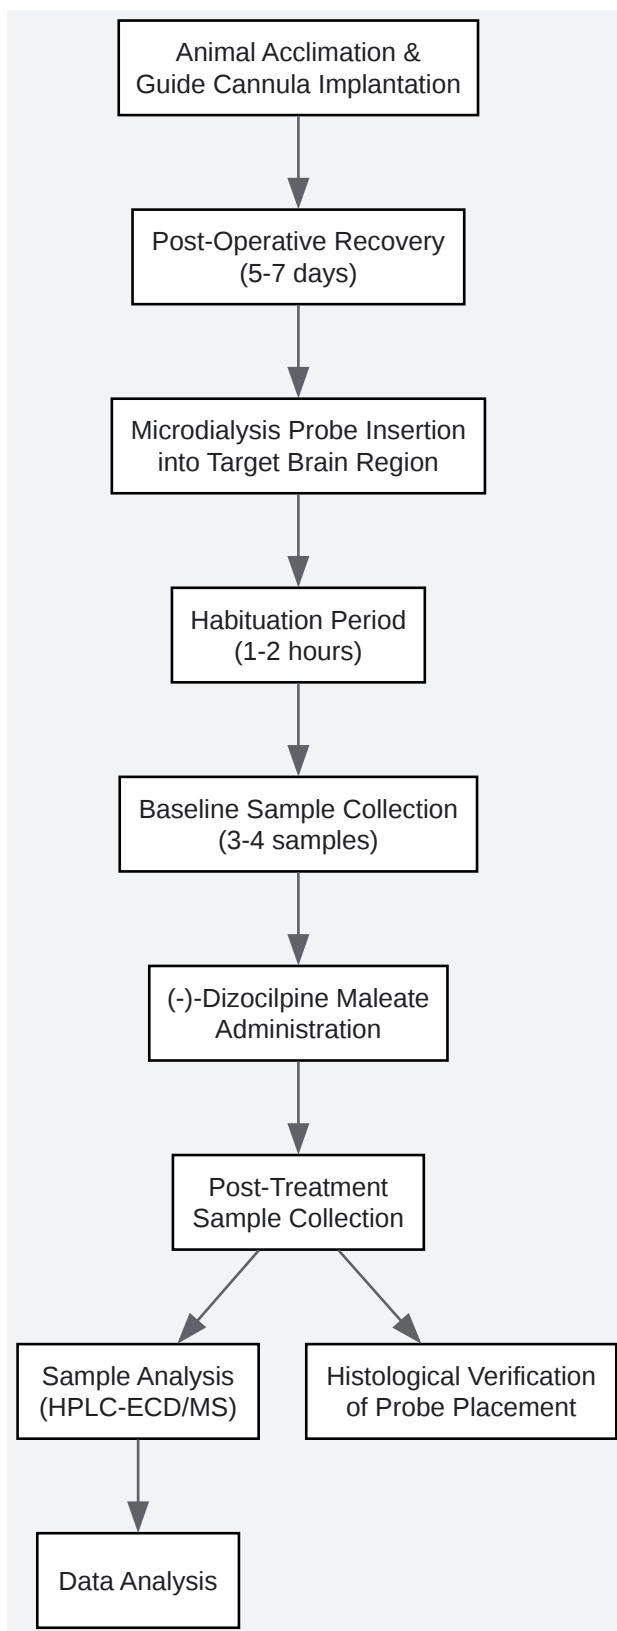 Animal Acclimation &
Guide Cannula Implantation
Post-Operative Recovery
(5-7 days)
Microdialysis Probe Insertion
into Target Brain Region
Habituation Period
(1-2 hours)
Baseline Sample Collection
(3-4 samples)
(-)-Dizocilpine Maleate
Administration
Post-Treatment
Sample Collection
Sample Analysis
(HPLC-ECD/MS)
Histological Verification
of Probe Placement
Data Analysis